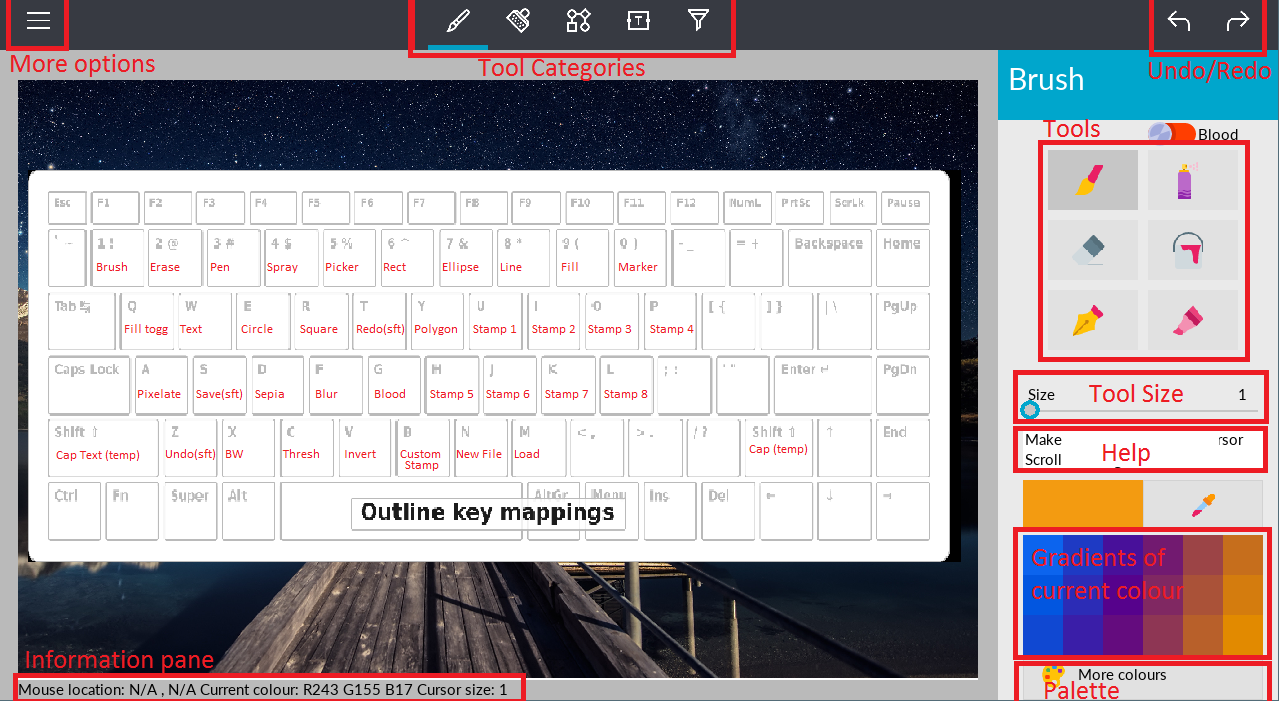 More options
Tool Categories
Undo/Redo
Brush
Tools
Blood
Esc F1 F2 F3 F4 F5 F6 F7 F8 F9 F10 F11 F12 NumL PrtSc ScrLk Pause
1 ! 2 @ 3 # 4 $ 5 % 6 ^ 7 & 8 * 9 ( 0 ) - _ = + Backspace Home
Brush Erase Pen Spray Picker Rect Ellipse Line Fill Marker
Tab Q W E R T Y U I O P [ { ] } | \ PgUp
Fill togg Text Circle Square Redo(sft) Polygon Stamp 1 Stamp 2 Stamp 3 Stamp 4
Caps Lock A S D F G H J K L ; : ' " Enter ↵ PgDn
Pixelate Save(sft) Sepia Blur Blood Stamp 5 Stamp 6 Stamp 7 Stamp 8
Shift ⇧ Z X C V B N M < , > . / ? Shift ⇧ ↑ End
Cap Text (temp) Undo(sft) BW Thresh Invert Custom Stamp New File Load Cap (temp)
Ctrl Fn Super Alt AltGr Menu Ins Del ← ↓ →
Outline key mappings
Size Tool Size 1
Make rsor
Scroll Help
Gradients of
current colour
More colours
Palette
Information pane
Mouse location: N/A , N/A Current colour: R243 G155 B17 Cursor size: 1